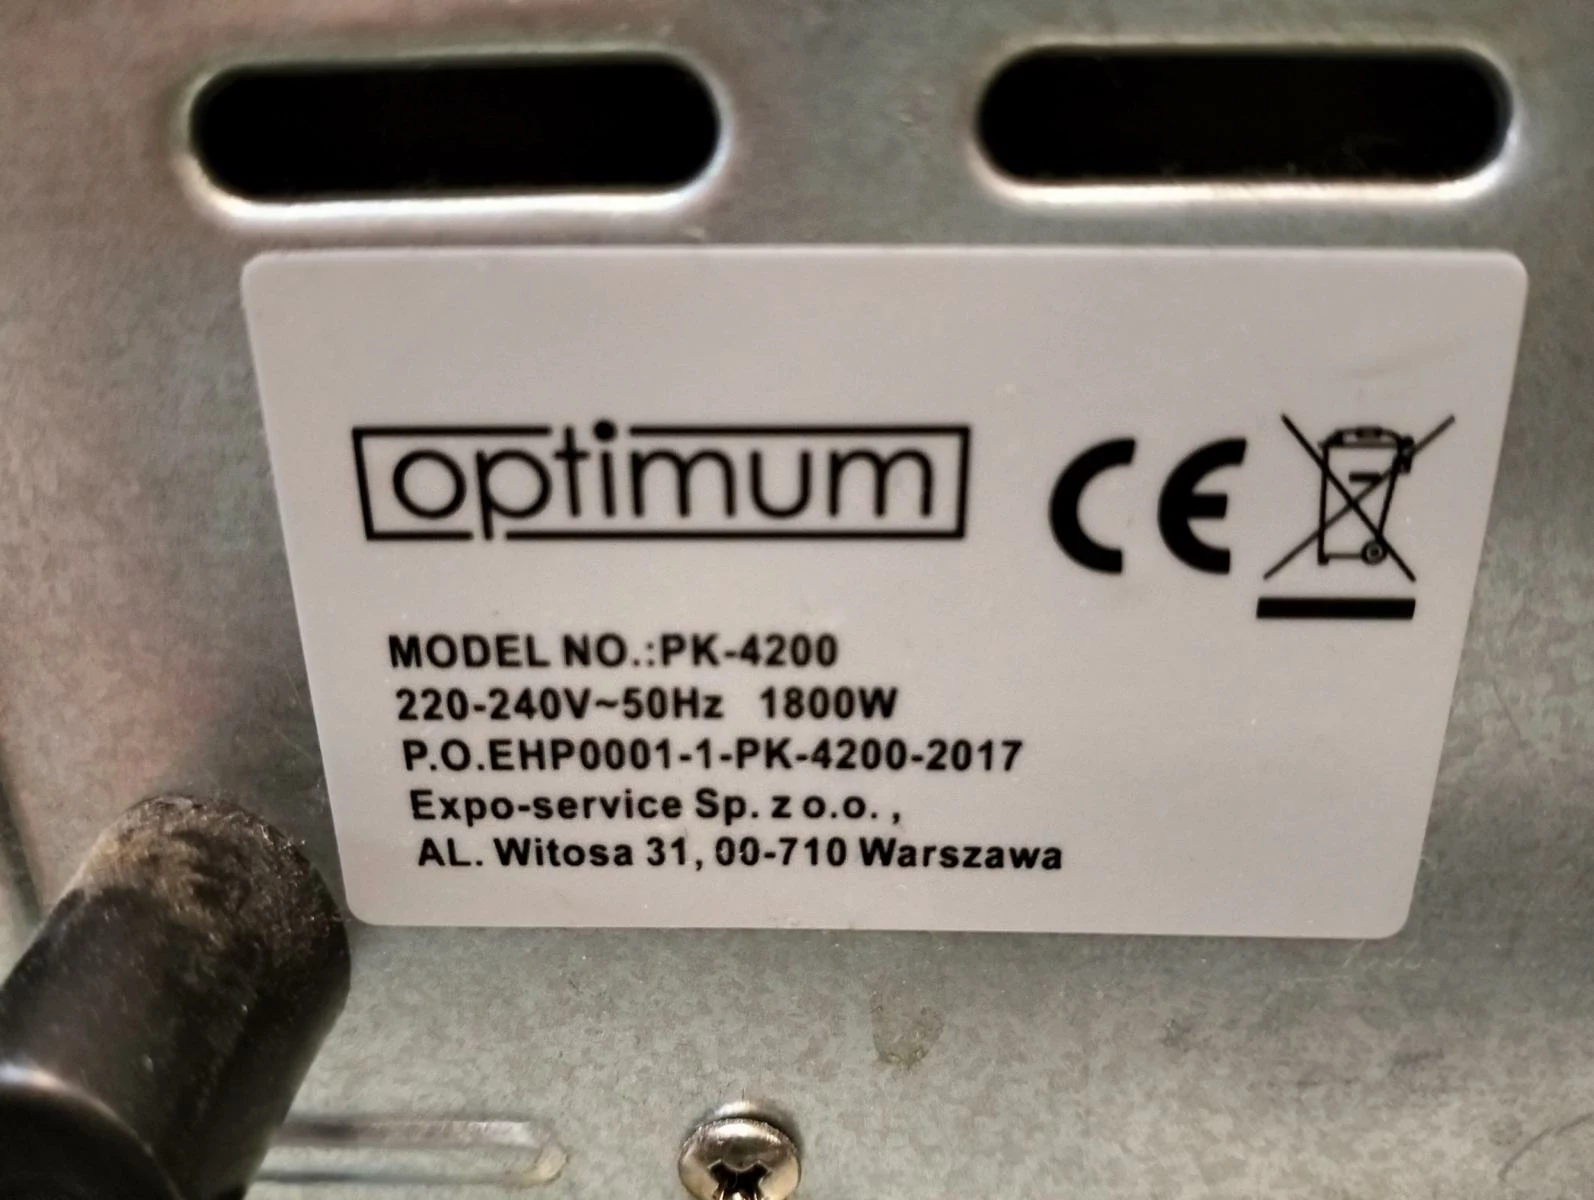 optimum
CE
MODEL NO.:PK-4200
220-240V~50Hz 1800W
P.O.EHP0001-1-PK-4200-2017
Expo-service Sp. z o.o. ,
AL. Witosa 31, 00-710 Warszawa